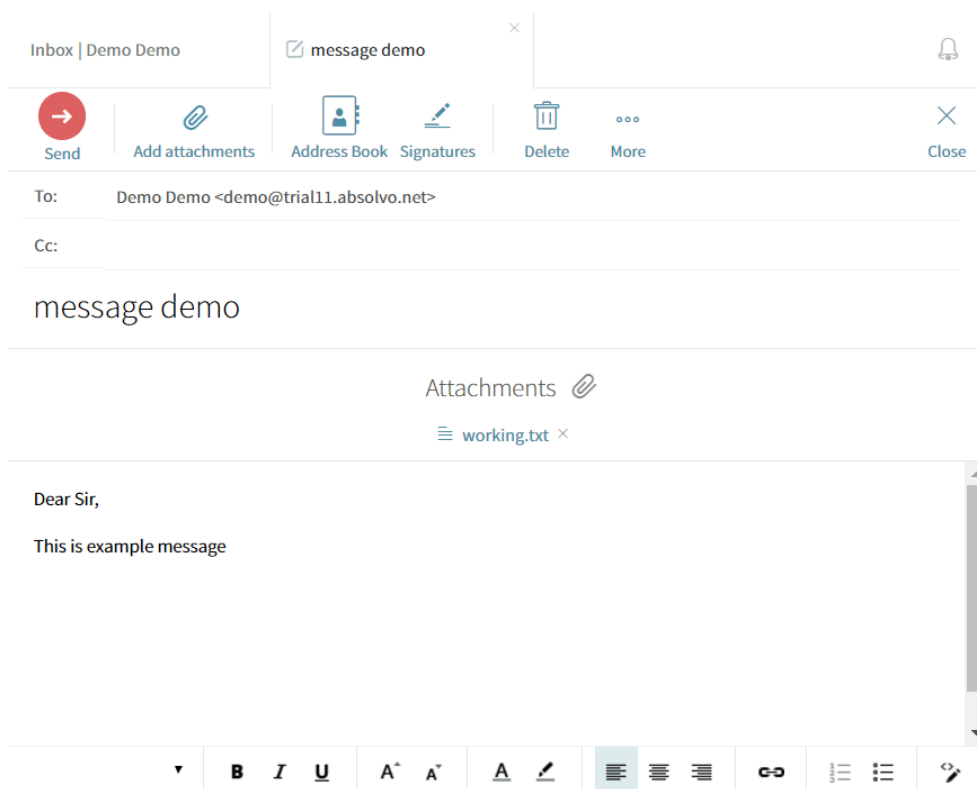 Inbox | Demo Demo
message demo
Send
Add attachments
Address Book
Signatures
Delete
More
Close
To: Demo Demo <demo@trial11.absolvo.net>
Cc:
message demo
Attachments
working.txt
Dear Sir,
This is example message
B I U A A A